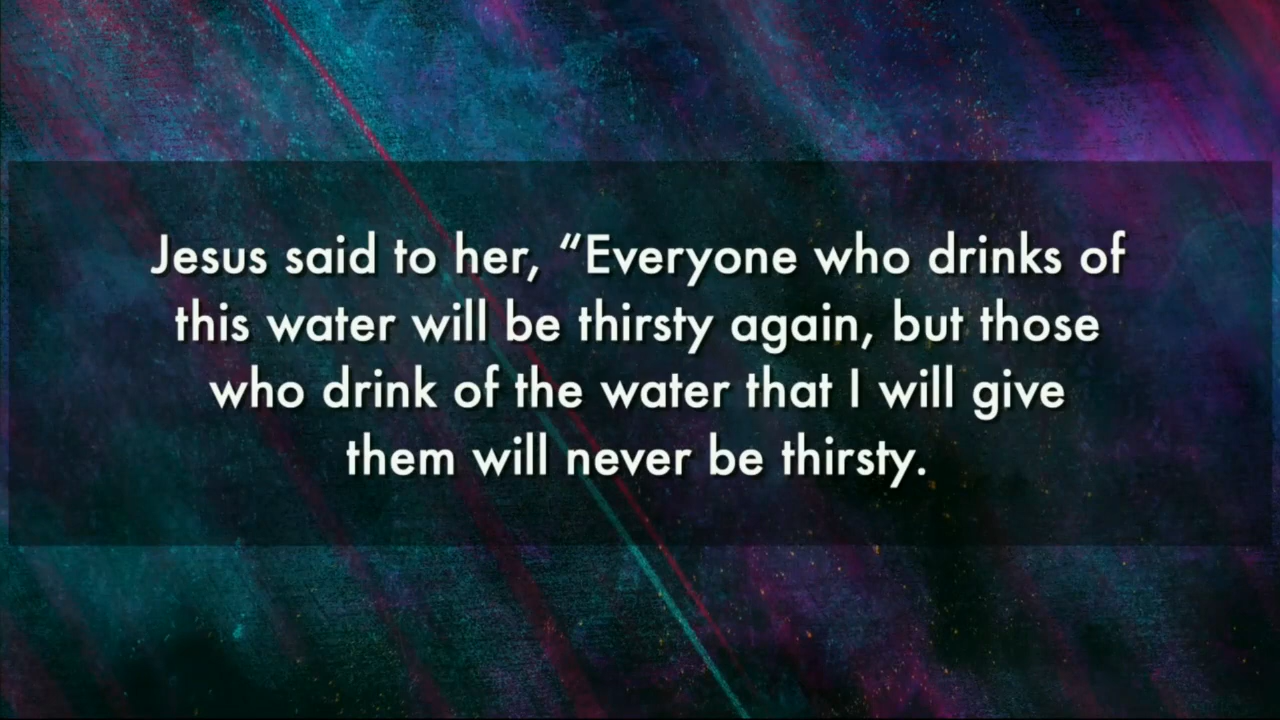 Jesus said to her, “Everyone who drinks of
this water will be thirsty again, but those
who drink of the water that I will give
them will never be thirsty.